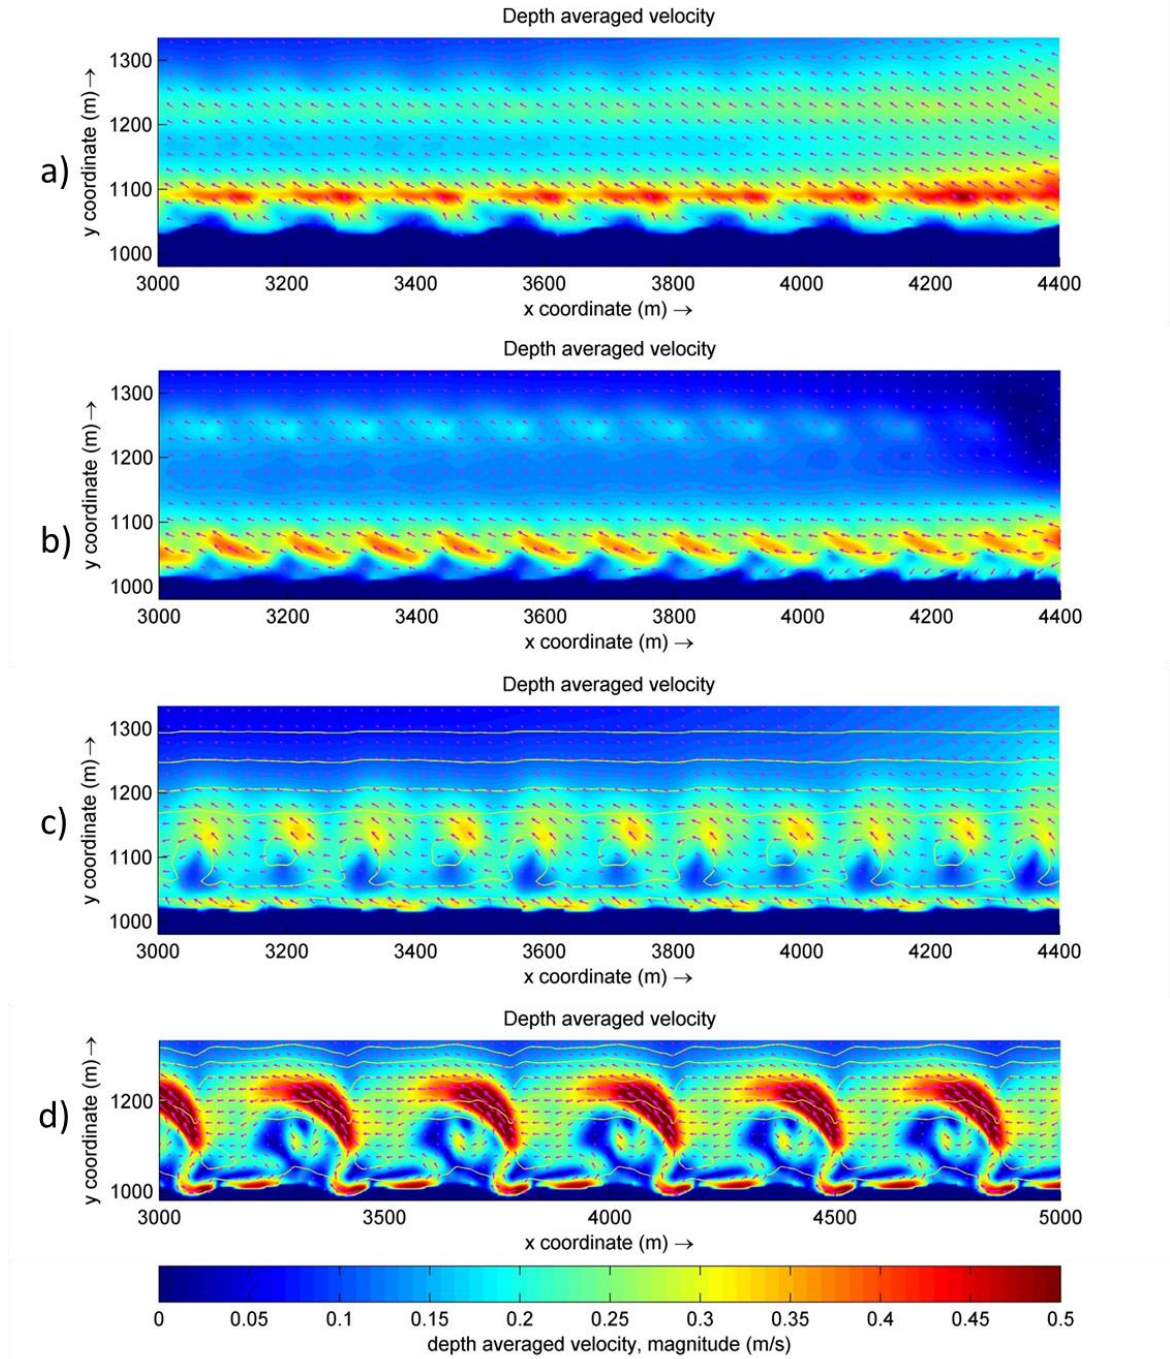 Depth averaged velocity
a)
y coordinate (m) →
1300
1200
1100
1000
3000 3200 3400 3600 3800 4000 4200 4400
x coordinate (m) →
Depth averaged velocity
b)
y coordinate (m) →
1300
1200
1100
1000
3000 3200 3400 3600 3800 4000 4200 4400
x coordinate (m) →
Depth averaged velocity
c)
y coordinate (m) →
1300
1200
1100
1000
3000 3200 3400 3600 3800 4000 4200 4400
x coordinate (m) →
Depth averaged velocity
d)
y coordinate (m) →
1200
1000
3000 3500 4000 4500 5000
x coordinate (m) →
0 0.05 0.1 0.15 0.2 0.25 0.3 0.35 0.4 0.45 0.5
depth averaged velocity, magnitude (m/s)